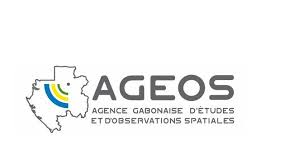 AGEOS
AGENCE GABONAISE D'ÉTUDES
ET D'OBSERVATIONS SPATIALES